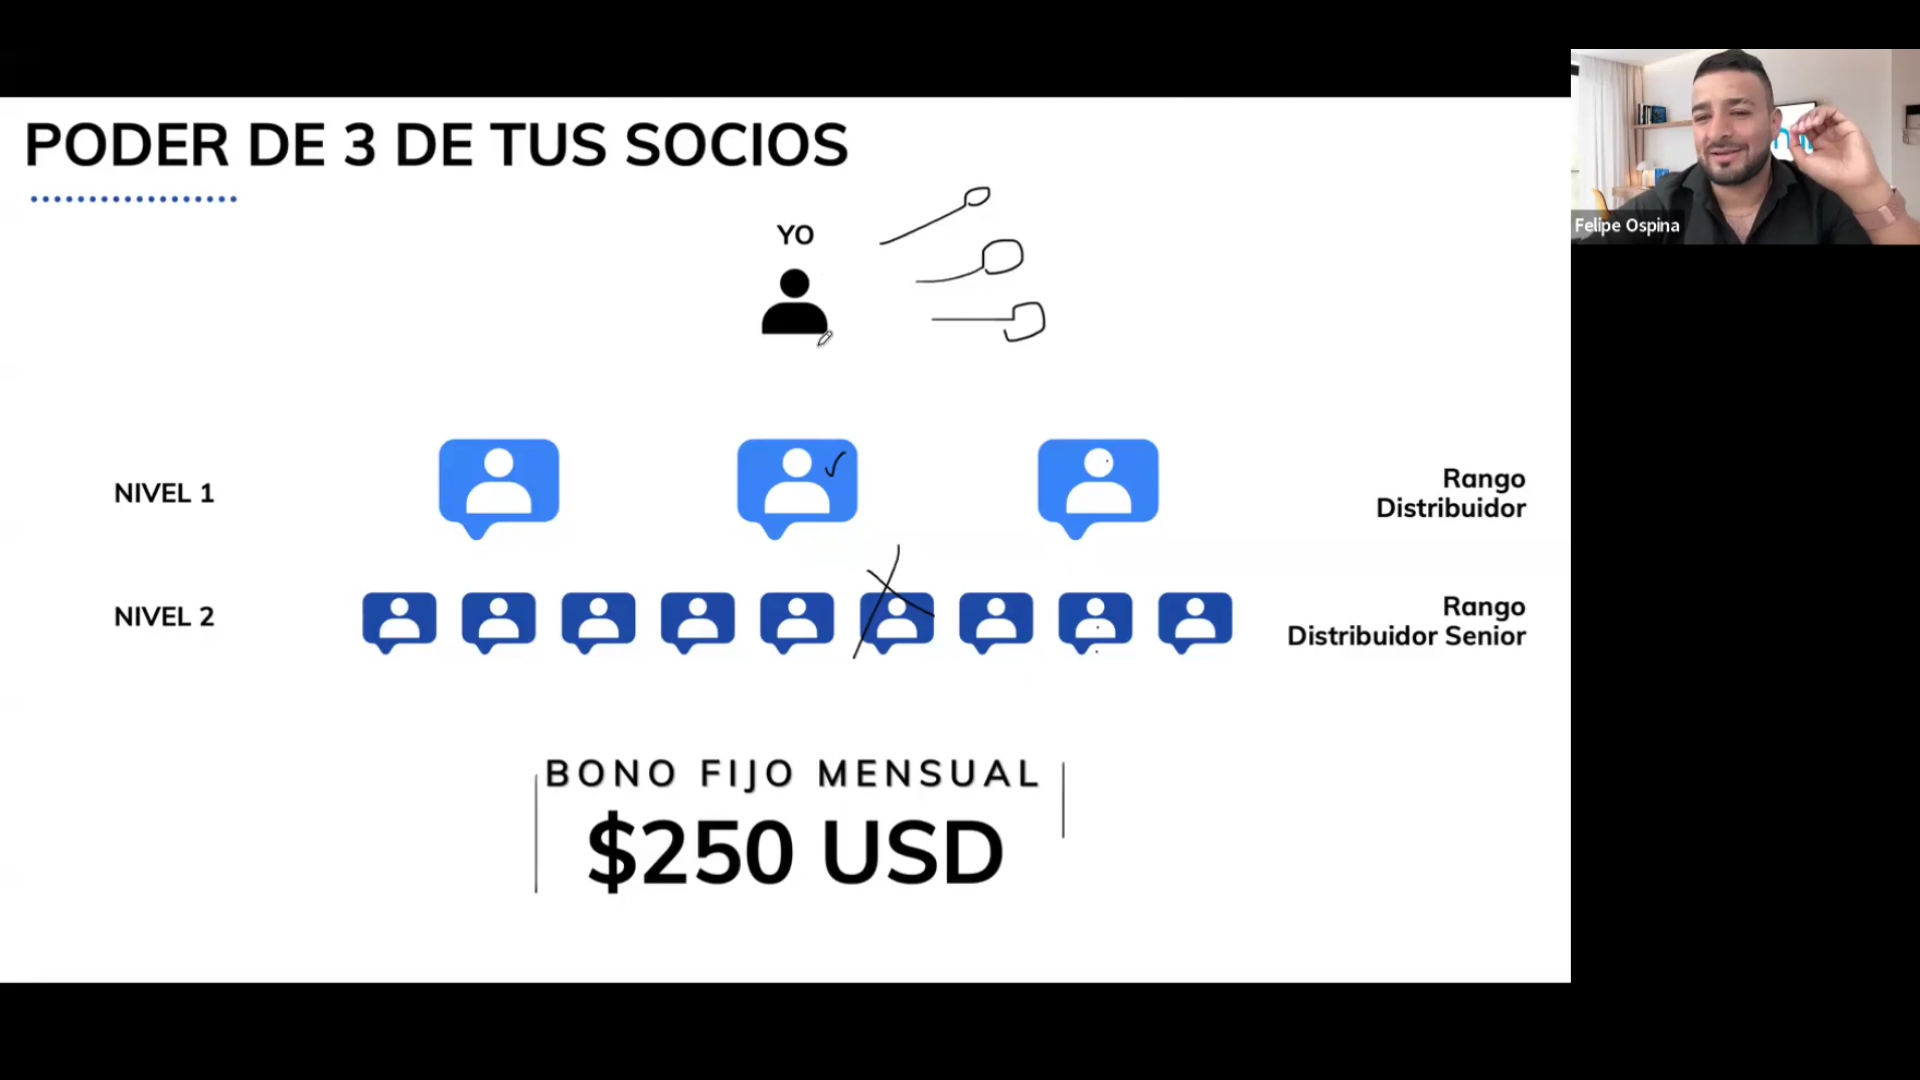 PODER DE 3 DE TUS SOCIOS
YO
Felipe Ospina
NIVEL 1
Rango
Distribuidor
NIVEL 2
Rango
Distribuidor Senior
BONO FIJO MENSUAL
$250 USD